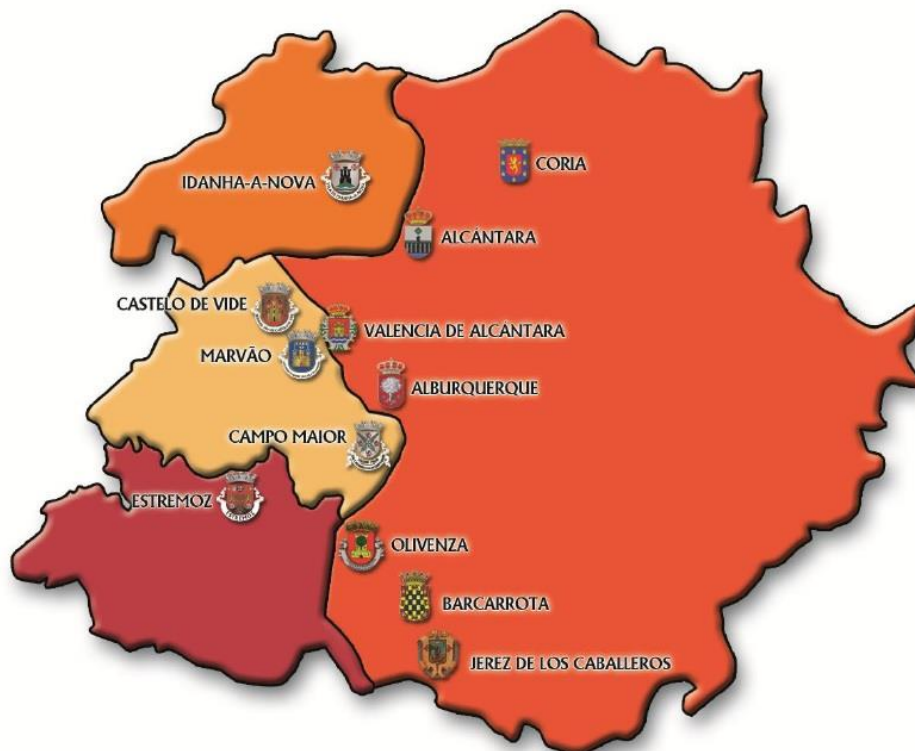 CORIA
IDANHA-A-NOVA
ALCÁNTARA
CASTELO DE VIDE
VALENCIA DE ALCÁNTARA
MARVÃO
ALBURQUERQUE
CAMPO MAIOR
ESTREMOZ
OLIVENZA
BARCARROTA
JEREZ DE LOS CABALLEROS